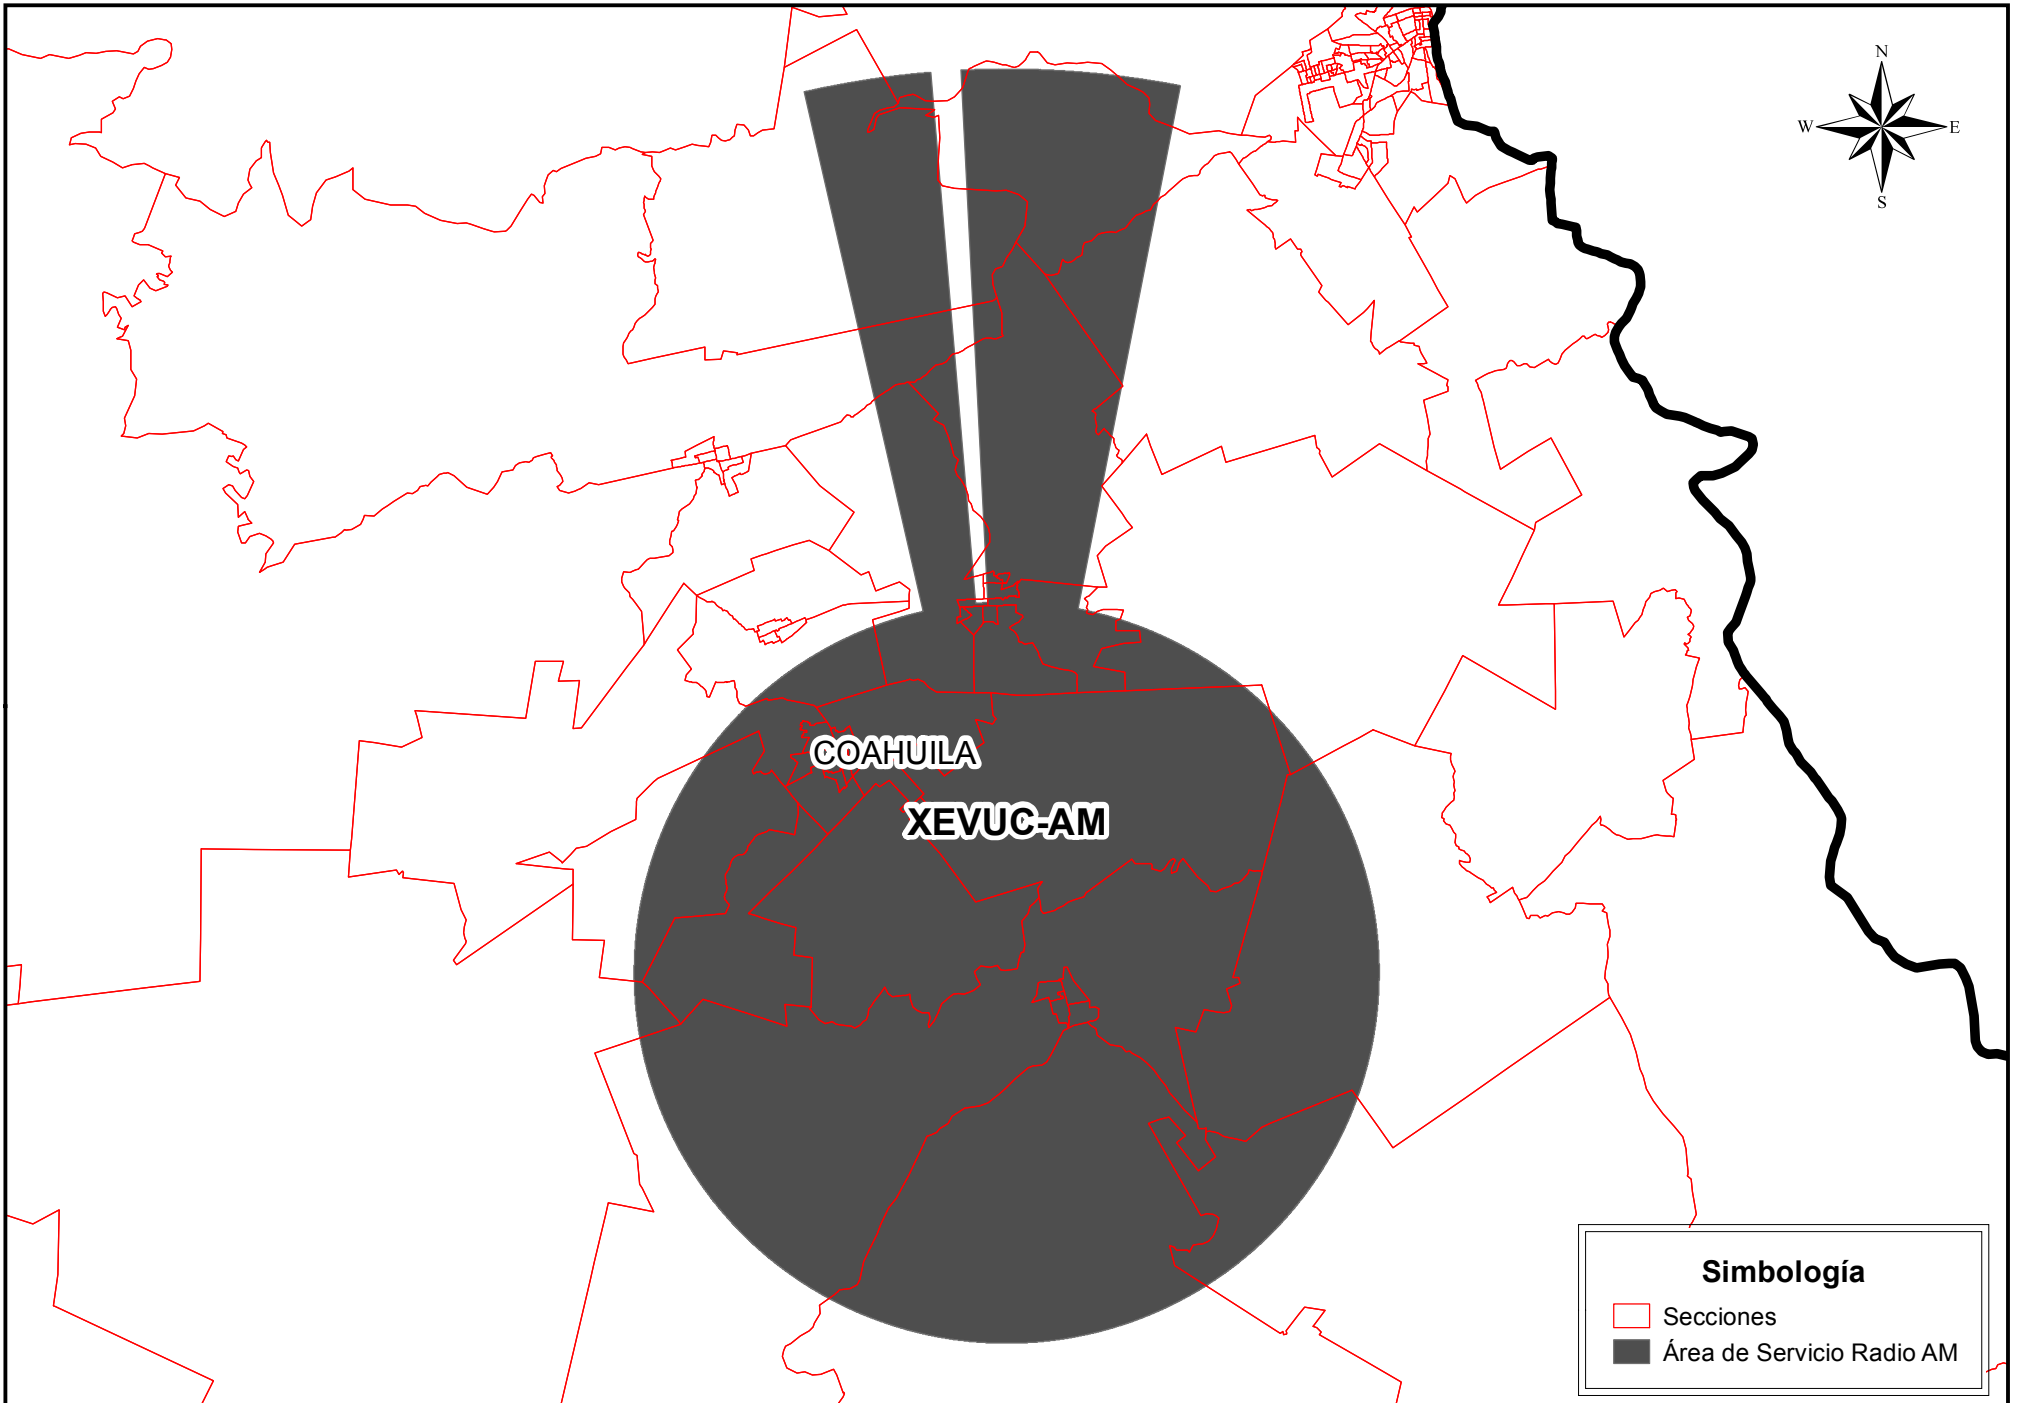 N
W E
S
COAHUILA
XEVUC-AM
Simbología
Secciones
Área de Servicio Radio AM